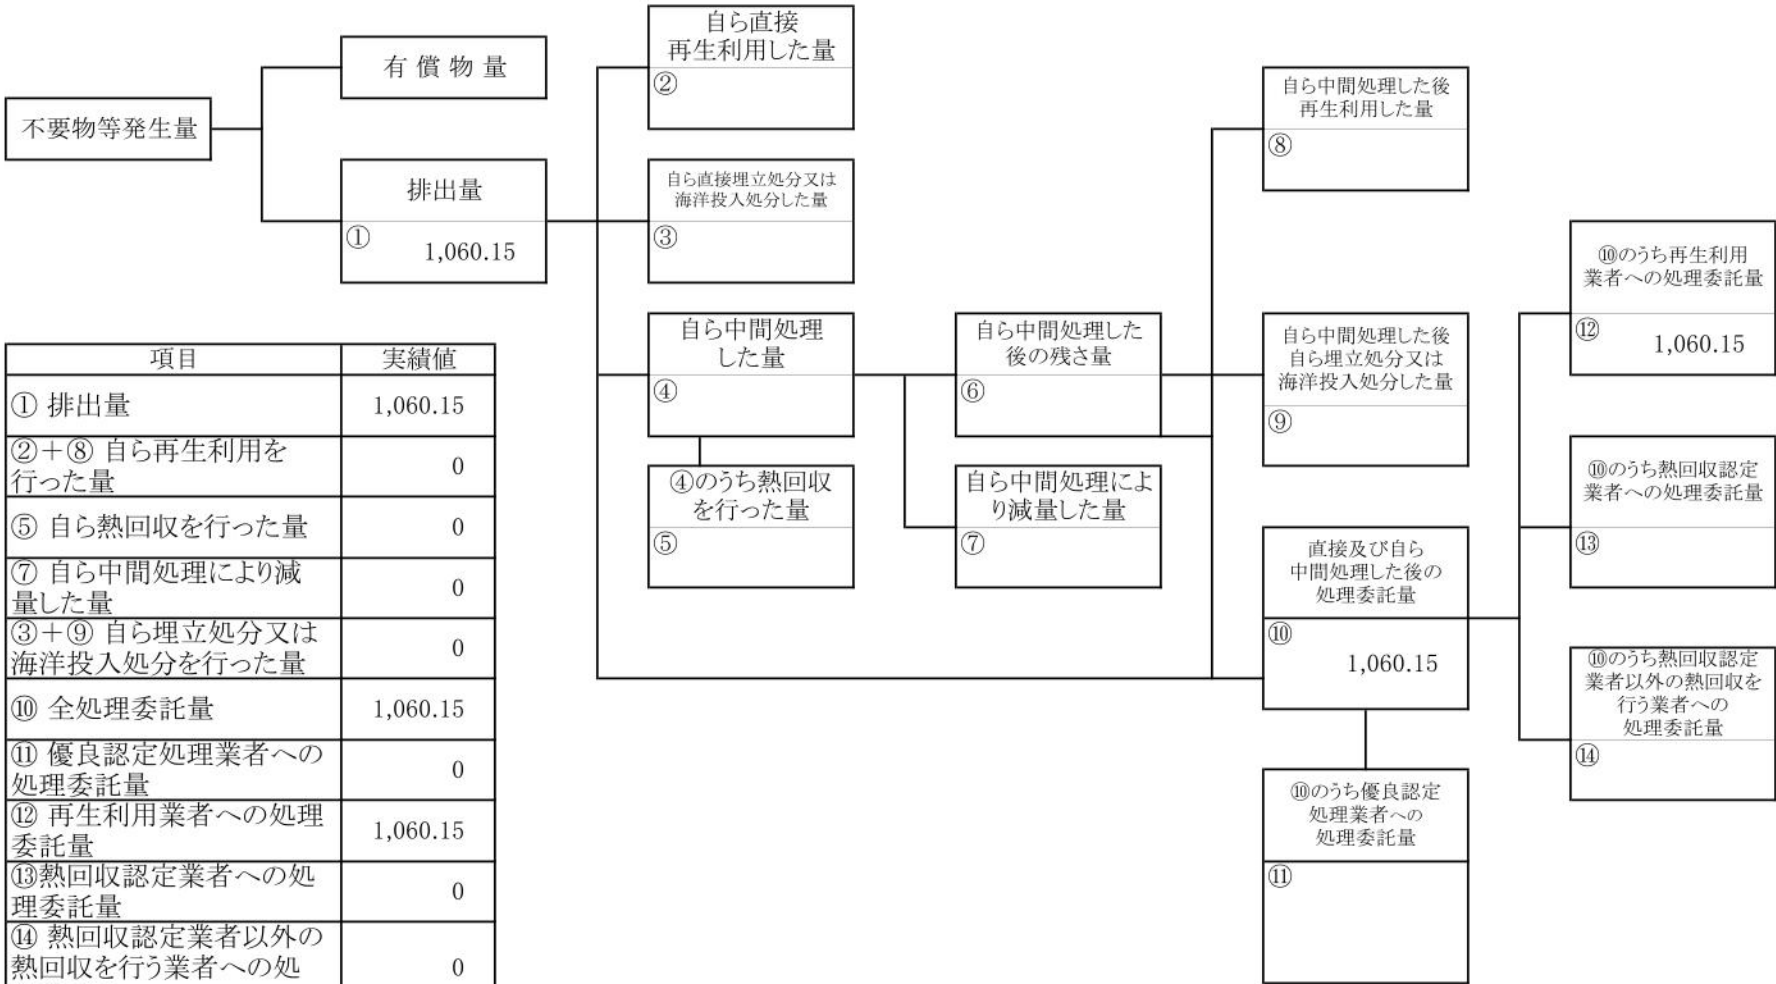 不要物等発生量
有 償 物 量
排出量
①
1,060.15
自ら直接
再生利用した量
②
自ら直接埋立処分又は
海洋投入処分した量
③
自ら中間処理
した量
④
④のうち熱回収
を行った量
⑤
自ら中間処理した
後の残さ量
⑥
自ら中間処理によ
り減量した量
⑦
自ら中間処理した後
再生利用した量
⑧
自ら中間処理した後
自ら埋立処分又は
海洋投入処分した量
⑨
直接及び自ら
中間処理した後の
処理委託量
⑩
1,060.15
⑩のうち優良認定
処理業者への
処理委託量
⑪
⑩のうち再生利用
業者への処理委託量
⑫
1,060.15
⑩のうち熱回収認定
業者への処理委託量
⑬
⑩のうち熱回収認定
業者以外の熱回収を
行う業者への
処理委託量
⑭
項目 実績値
① 排出量 1,060.15
②+⑧ 自ら再生利用を
行った量 0
⑤ 自ら熱回収を行った量 0
⑦ 自ら中間処理により減
量した量 0
③+⑨ 自ら埋立処分又は
海洋投入処分を行った量 0
⑩ 全処理委託量 1,060.15
⑪ 優良認定処理業者への
処理委託量 0
⑫ 再生利用業者への処理
委託量 1,060.15
⑬熱回収認定業者への処
理委託量 0
⑭ 熱回収認定業者以外の
熱回収を行う業者への処 0